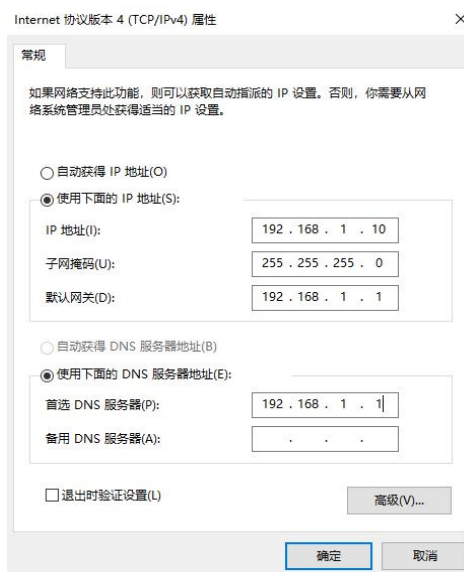 Internet 协议版本 4 (TCP/IPv4) 属性
常规
如果网络支持此功能，则可以获取自动指派的 IP 设置。否则，你需要从网
络系统管理员处获得适当的 IP 设置。
自动获得 IP 地址(O)
使用下面的 IP 地址(S):
IP 地址(I): 192 . 168 . 1 . 10
子网掩码(U): 255 . 255 . 255 . 0
默认网关(D): 192 . 168 . 1 . 1
自动获得 DNS 服务器地址(B)
使用下面的 DNS 服务器地址(E):
首选 DNS 服务器(P): 192 . 168 . 1 . 1
备用 DNS 服务器(A): . . .
退出时验证设置(L)
高级(V)...
确定 取消